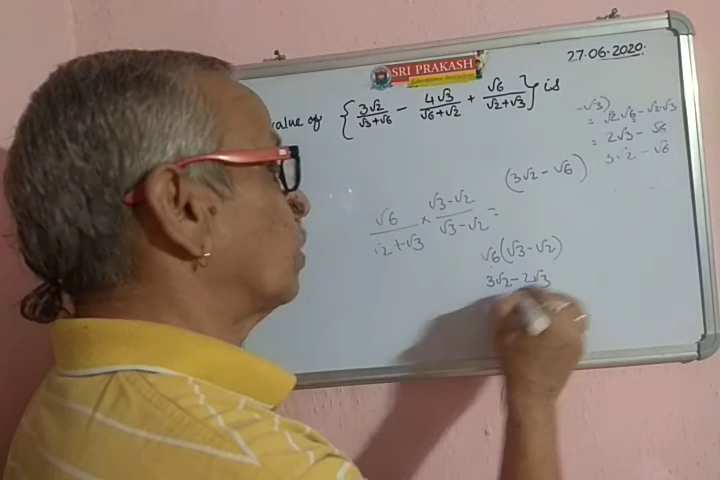 27.06.2020.
SRI PRAKASH
Educational Institutions
value of { 3√2/(√3+√6) - 4√3/(√6+√2) + √6/(√2+√3) } is
-√3)
= √2√6-√2√3
= 2√3-√6
3√2-√6
(3√2-√6)
√6/(√2+√3) × (√3-√2)/(√3-√2) =
√6(√3-√2)
3√2-2√3